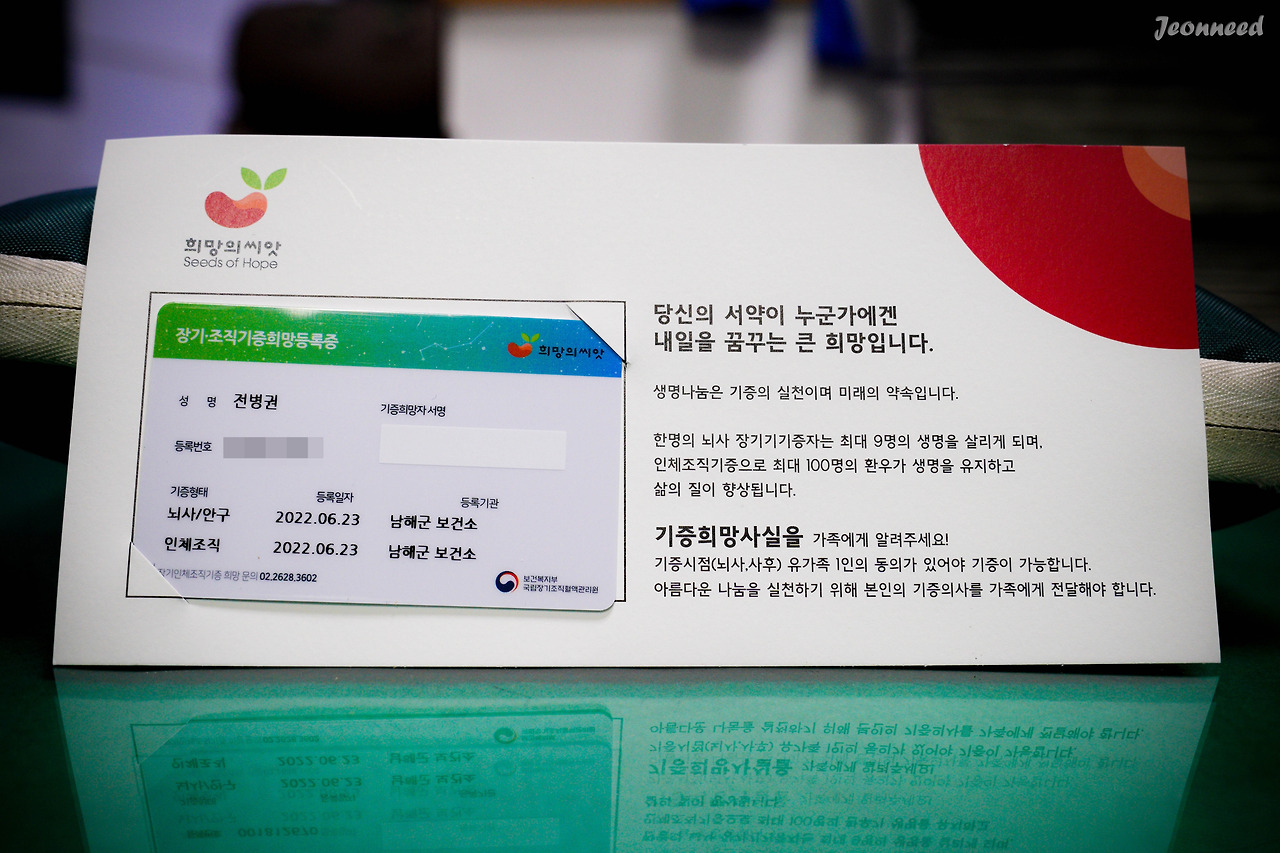 Jeonneed
희망의씨앗
Seeds of Hope
장기·조직기증희망등록증
희망의씨앗
성 명 전병권
기증희망자 서명
등록번호
기증형태 등록일자 등록기관
뇌사/안구 2022.06.23 남해군 보건소
인체조직 2022.06.23 남해군 보건소
장기인체조직기증 희망 문의 02.2628.3602
보건복지부
국립장기조직혈액관리원
당신의 서약이 누군가에겐
내일을 꿈꾸는 큰 희망입니다.
생명나눔은 기증의 실천이며 미래의 약속입니다.
한명의 뇌사 장기기기증자는 최대 9명의 생명을 살리게 되며,
인체조직기증으로 최대 100명의 환우가 생명을 유지하고
삶의 질이 향상됩니다.
기증희망사실을 가족에게 알려주세요!
기증시점(뇌사,사후) 유가족 1인의 동의가 있어야 기증이 가능합니다.
아름다운 나눔을 실천하기 위해 본인의 기증의사를 가족에게 전달해야 합니다.